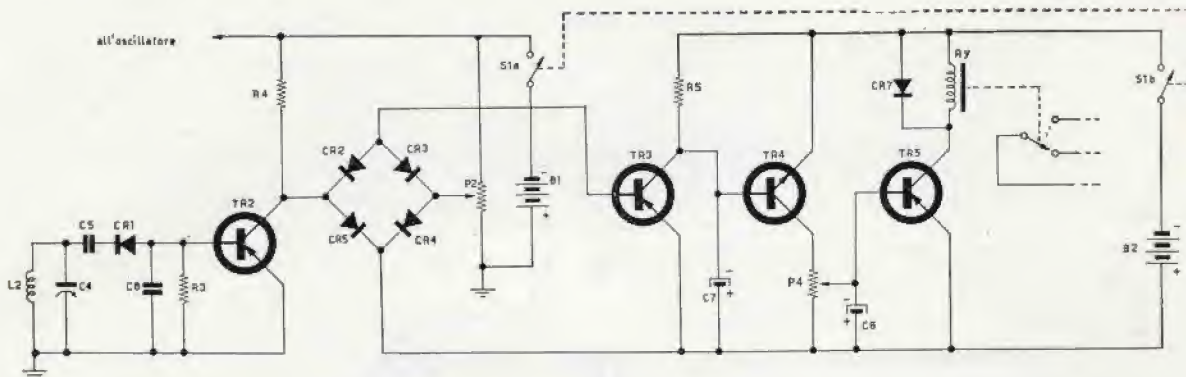 all'oscillatore
S1a
R4
R5
CR7
Ry
S1b
TR3
TR4
TR5
CR2
CR3
P2
B1
-
+
TR2
C5
CR1
CR5
CR4
B2
-
+
L2
C4
C8
R3
C7
-
+
P4
-
+
C6